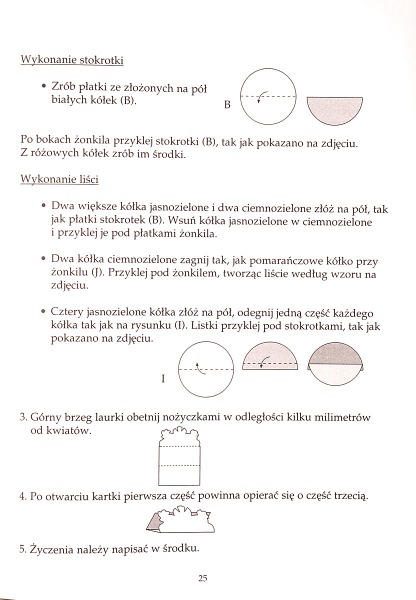 Wykonanie stokrotki
• Zrób płatki ze złożonych na pół
białych kółek (B).
B
Po bokach żonkila przyklej stokrotki (B), tak jak pokazano na zdjęciu.
Z różowych kółek zrób im środki.
Wykonanie liści
• Dwa większe kółka jasnozielone i dwa ciemnozielone złóż na pół, tak
jak płatki stokrotek (B). Wsuń kółka jasnozielone w ciemnozielone
i przyklej je pod płatkami żonkila.
• Dwa kółka ciemnozielone zagnij tak, jak pomarańczowe kółko przy
żonkilu (J). Przyklej pod żonkilem, tworząc liście według wzoru na
zdjęciu.
• Cztery jasnozielone kółka złóż na pół, odegnij jedną część każdego
kółka tak jak na rysunku (I). Listki przyklej pod stokrotkami, tak jak
pokazano na zdjęciu.
I
3. Górny brzeg laurki obetnij nożyczkami w odległości kilku milimetrów
od kwiatów.
4. Po otwarciu kartki pierwsza część powinna opierać się o część trzecią.
5. Życzenia należy napisać w środku.
25